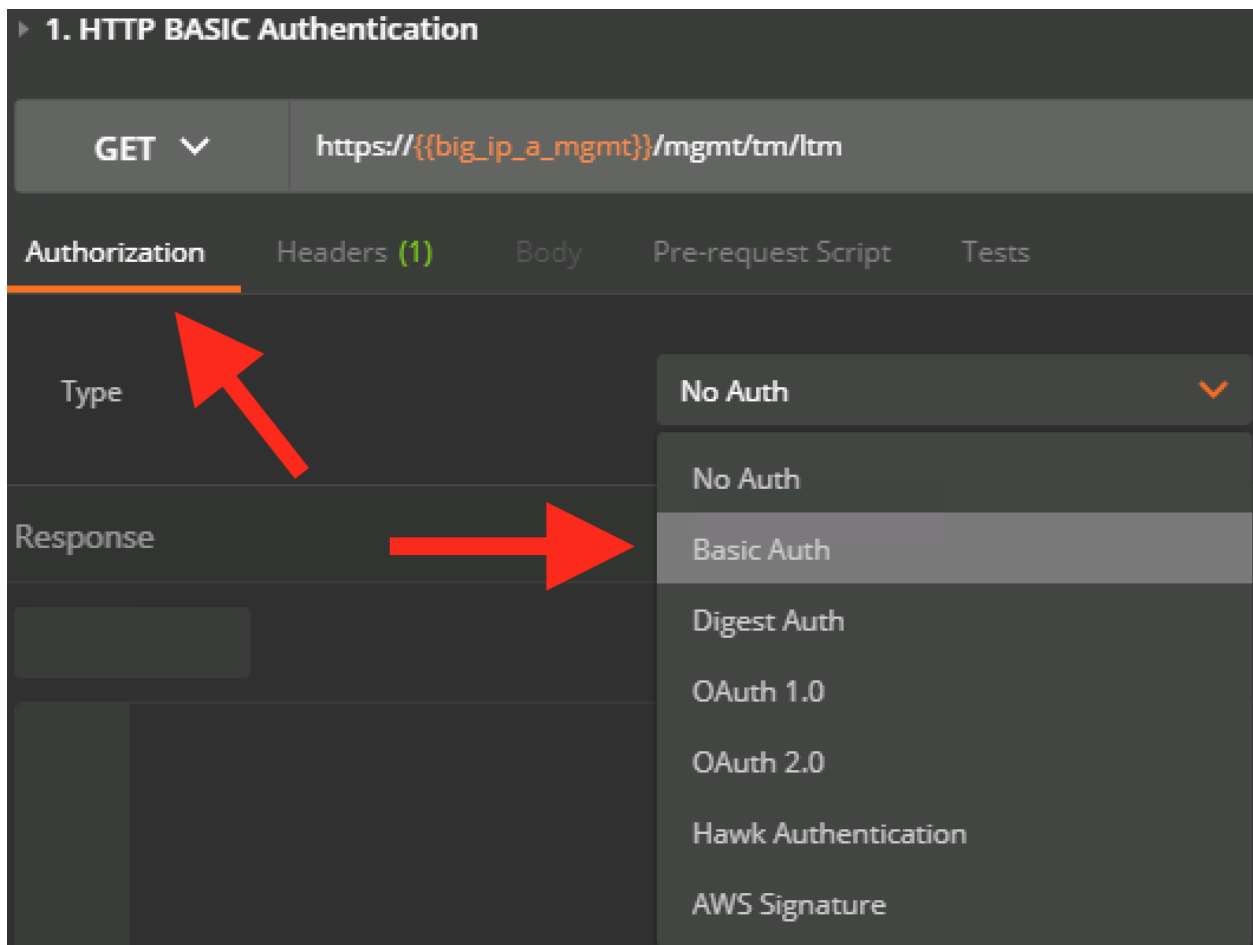 1. HTTP BASIC Authentication
GET https://{{big_ip_a_mgmt}}/mgmt/tm/ltm
Authorization Headers (1) Body Pre-request Script Tests
Type No Auth
No Auth
Response
Basic Auth
Digest Auth
OAuth 1.0
OAuth 2.0
Hawk Authentication
AWS Signature